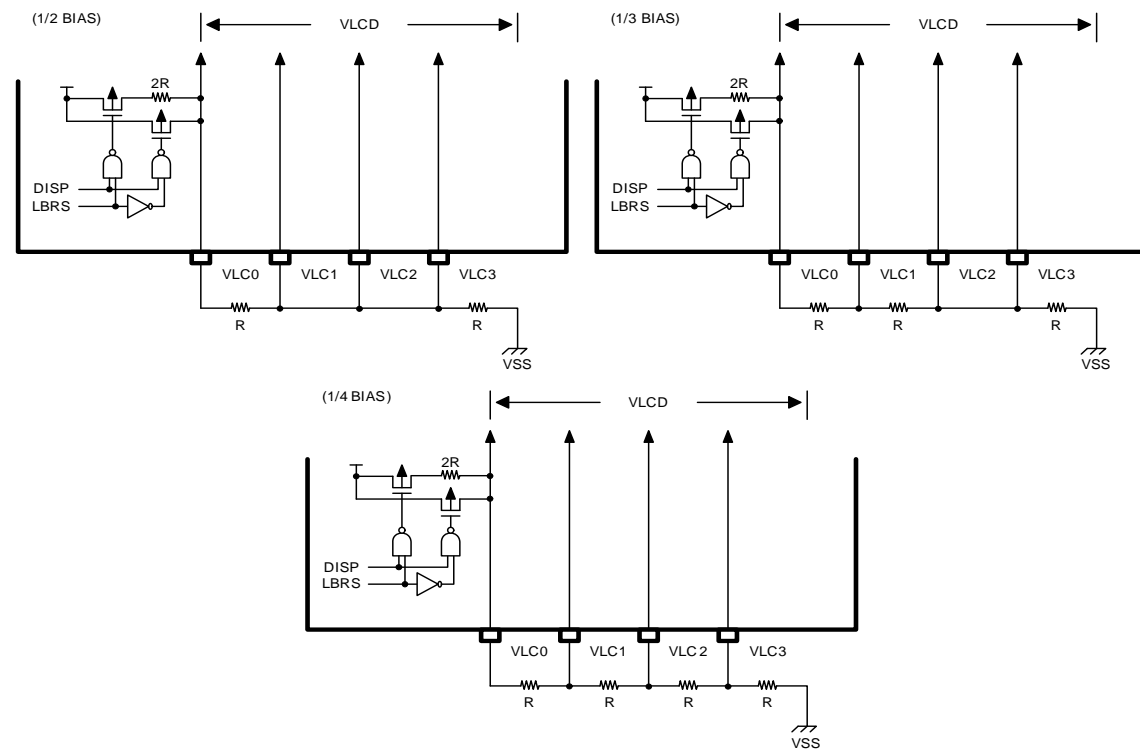 (1/2 BIAS)
VLCD
2R
DISP
LBRS
VLC0 VLC1 VLC2 VLC3
R R
VSS
(1/3 BIAS)
VLCD
2R
DISP
LBRS
VLC0 VLC1 VLC2 VLC3
R R R
VSS
(1/4 BIAS)
VLCD
2R
DISP
LBRS
VLC0 VLC1 VLC2 VLC3
R R R R
VSS